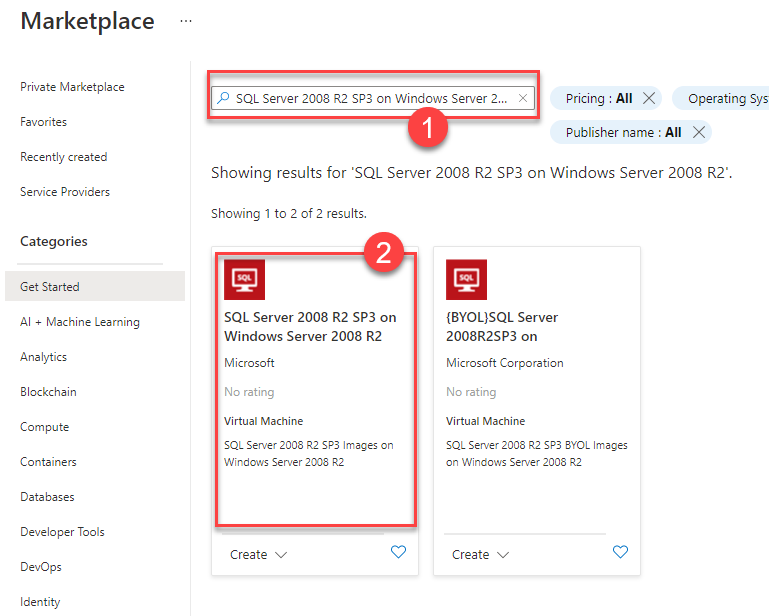 Marketplace ...
Private Marketplace
Favorites
Recently created
Service Providers
Categories
Get Started
AI + Machine Learning
Analytics
Blockchain
Compute
Containers
Databases
Developer Tools
DevOps
Identity
SQL Server 2008 R2 SP3 on Windows Server 2...
1
Pricing : All
Operating Sys
Publisher name : All
Showing results for 'SQL Server 2008 R2 SP3 on Windows Server 2008 R2'.
Showing 1 to 2 of 2 results.
2
SQL
SQL Server 2008 R2 SP3 on
Windows Server 2008 R2
Microsoft
No rating
Virtual Machine
SQL Server 2008 R2 SP3 Images on
Windows Server 2008 R2
Create
SQL
{BYOL}SQL Server
2008R2SP3 on
Microsoft Corporation
No rating
Virtual Machine
SQL Server 2008 R2 SP3 BYOL Images
on Windows Server 2008 R2
Create